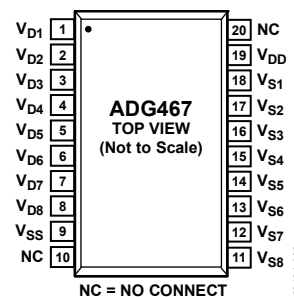 VD1 1 20 NC
VD2 2 19 VDD
VD3 3 18 VS1
VD4 4 17 VS2
VD5 5 16 VS3
VD6 6 15 VS4
VD7 7 14 VS5
VD8 8 13 VS6
VSS 9 12 VS7
NC 10 11 VS8
ADG467
TOP VIEW
(Not to Scale)
NC = NO CONNECT